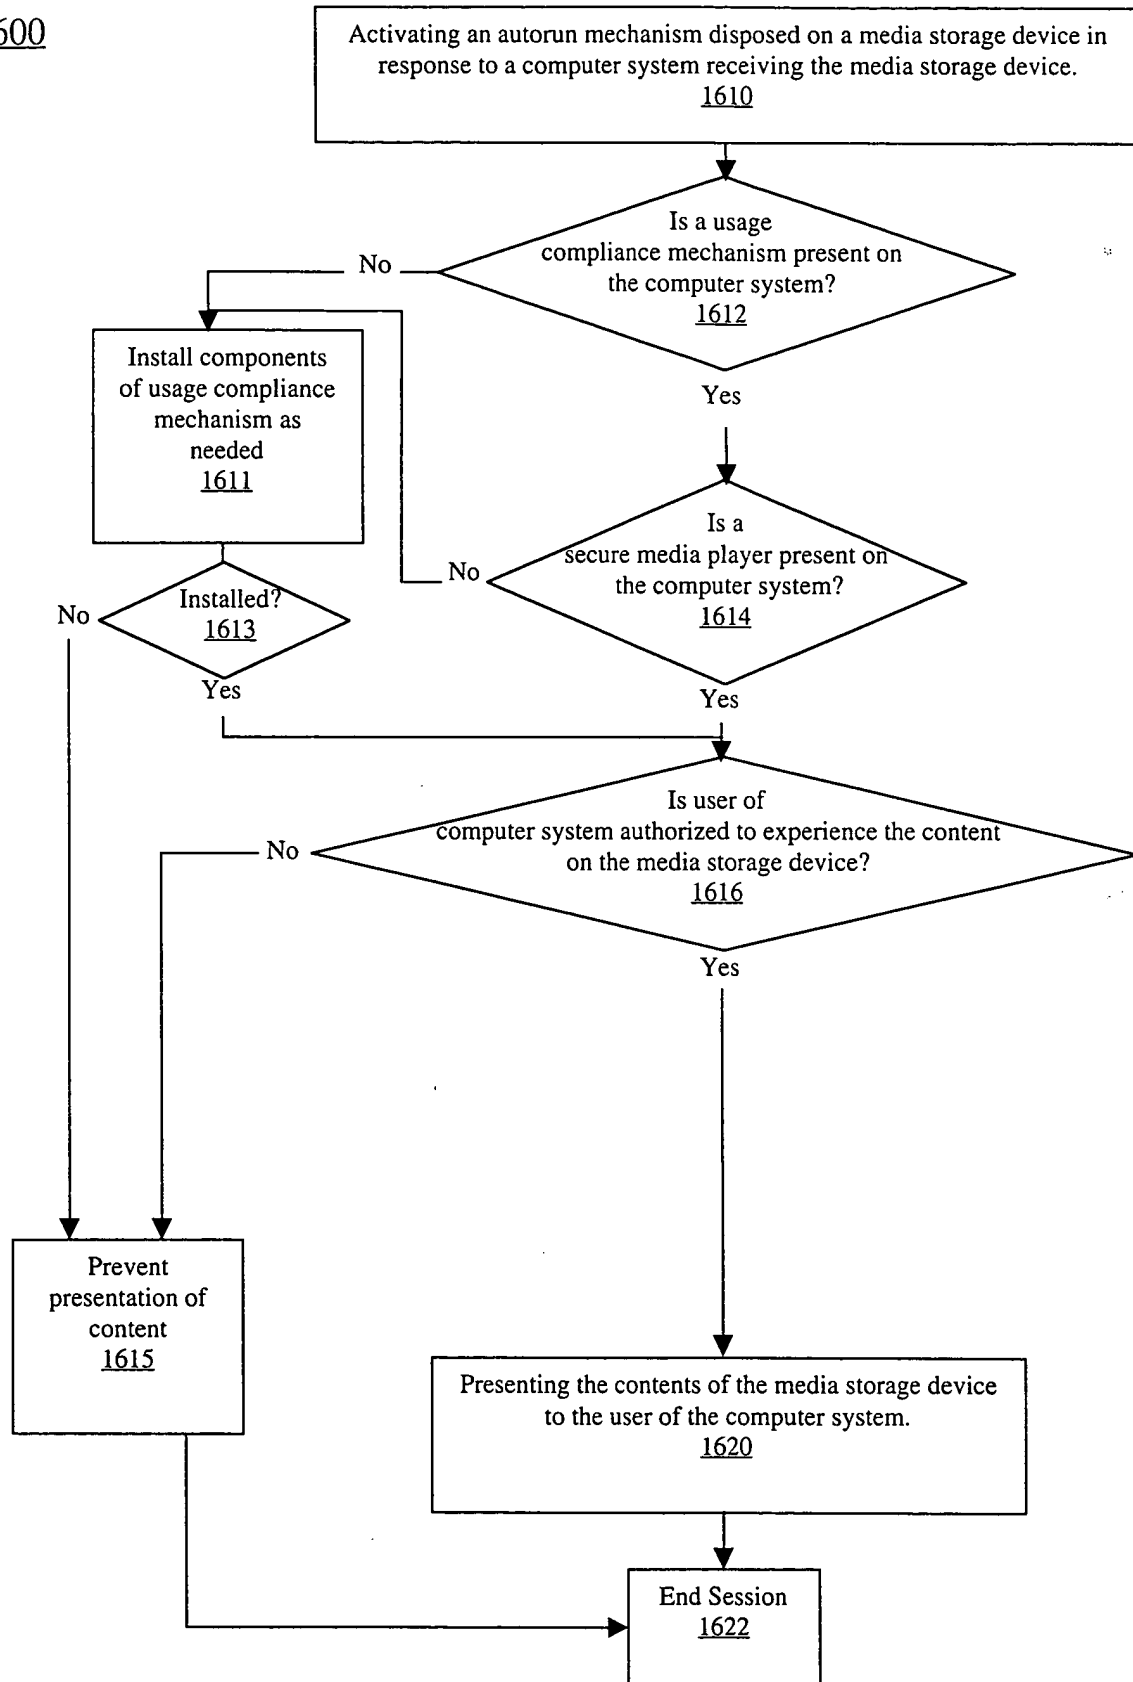 600
Activating an autorun mechanism disposed on a media storage device in
response to a computer system receiving the media storage device.
1610
Is a usage
compliance mechanism present on
the computer system?
1612
No
Yes
Install components
of usage compliance
mechanism as
needed
1611
Is a
secure media player present on
the computer system?
1614
No
Yes
Installed?
1613
No
Yes
Is user of
computer system authorized to experience the content
on the media storage device?
1616
No
Yes
Prevent
presentation of
content
1615
Presenting the contents of the media storage device
to the user of the computer system.
1620
End Session
1622